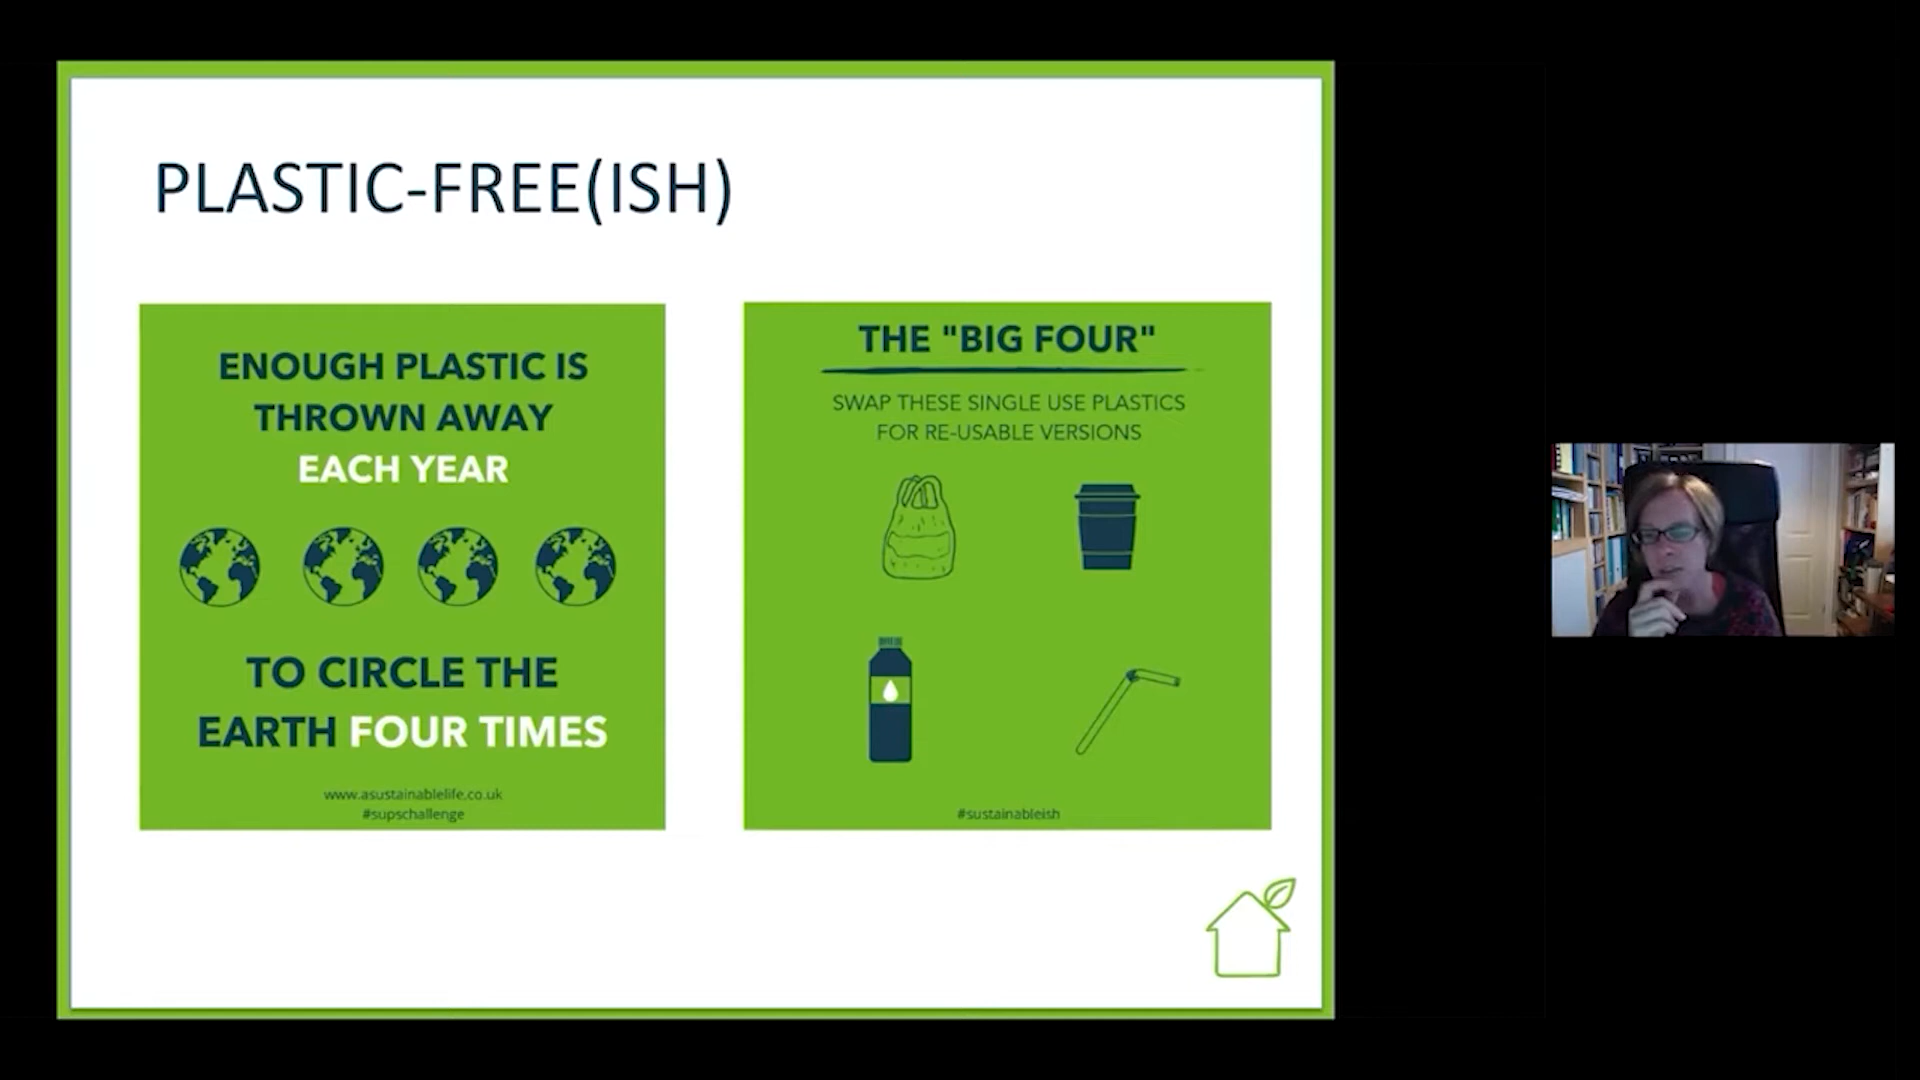 PLASTIC-FREE(ISH)
ENOUGH PLASTIC IS
THROWN AWAY
EACH YEAR
TO CIRCLE THE
EARTH FOUR TIMES
www.asustainablelife.co.uk
#supschallenge
THE "BIG FOUR"
SWAP THESE SINGLE USE PLASTICS
FOR RE-USABLE VERSIONS
#sustainableish